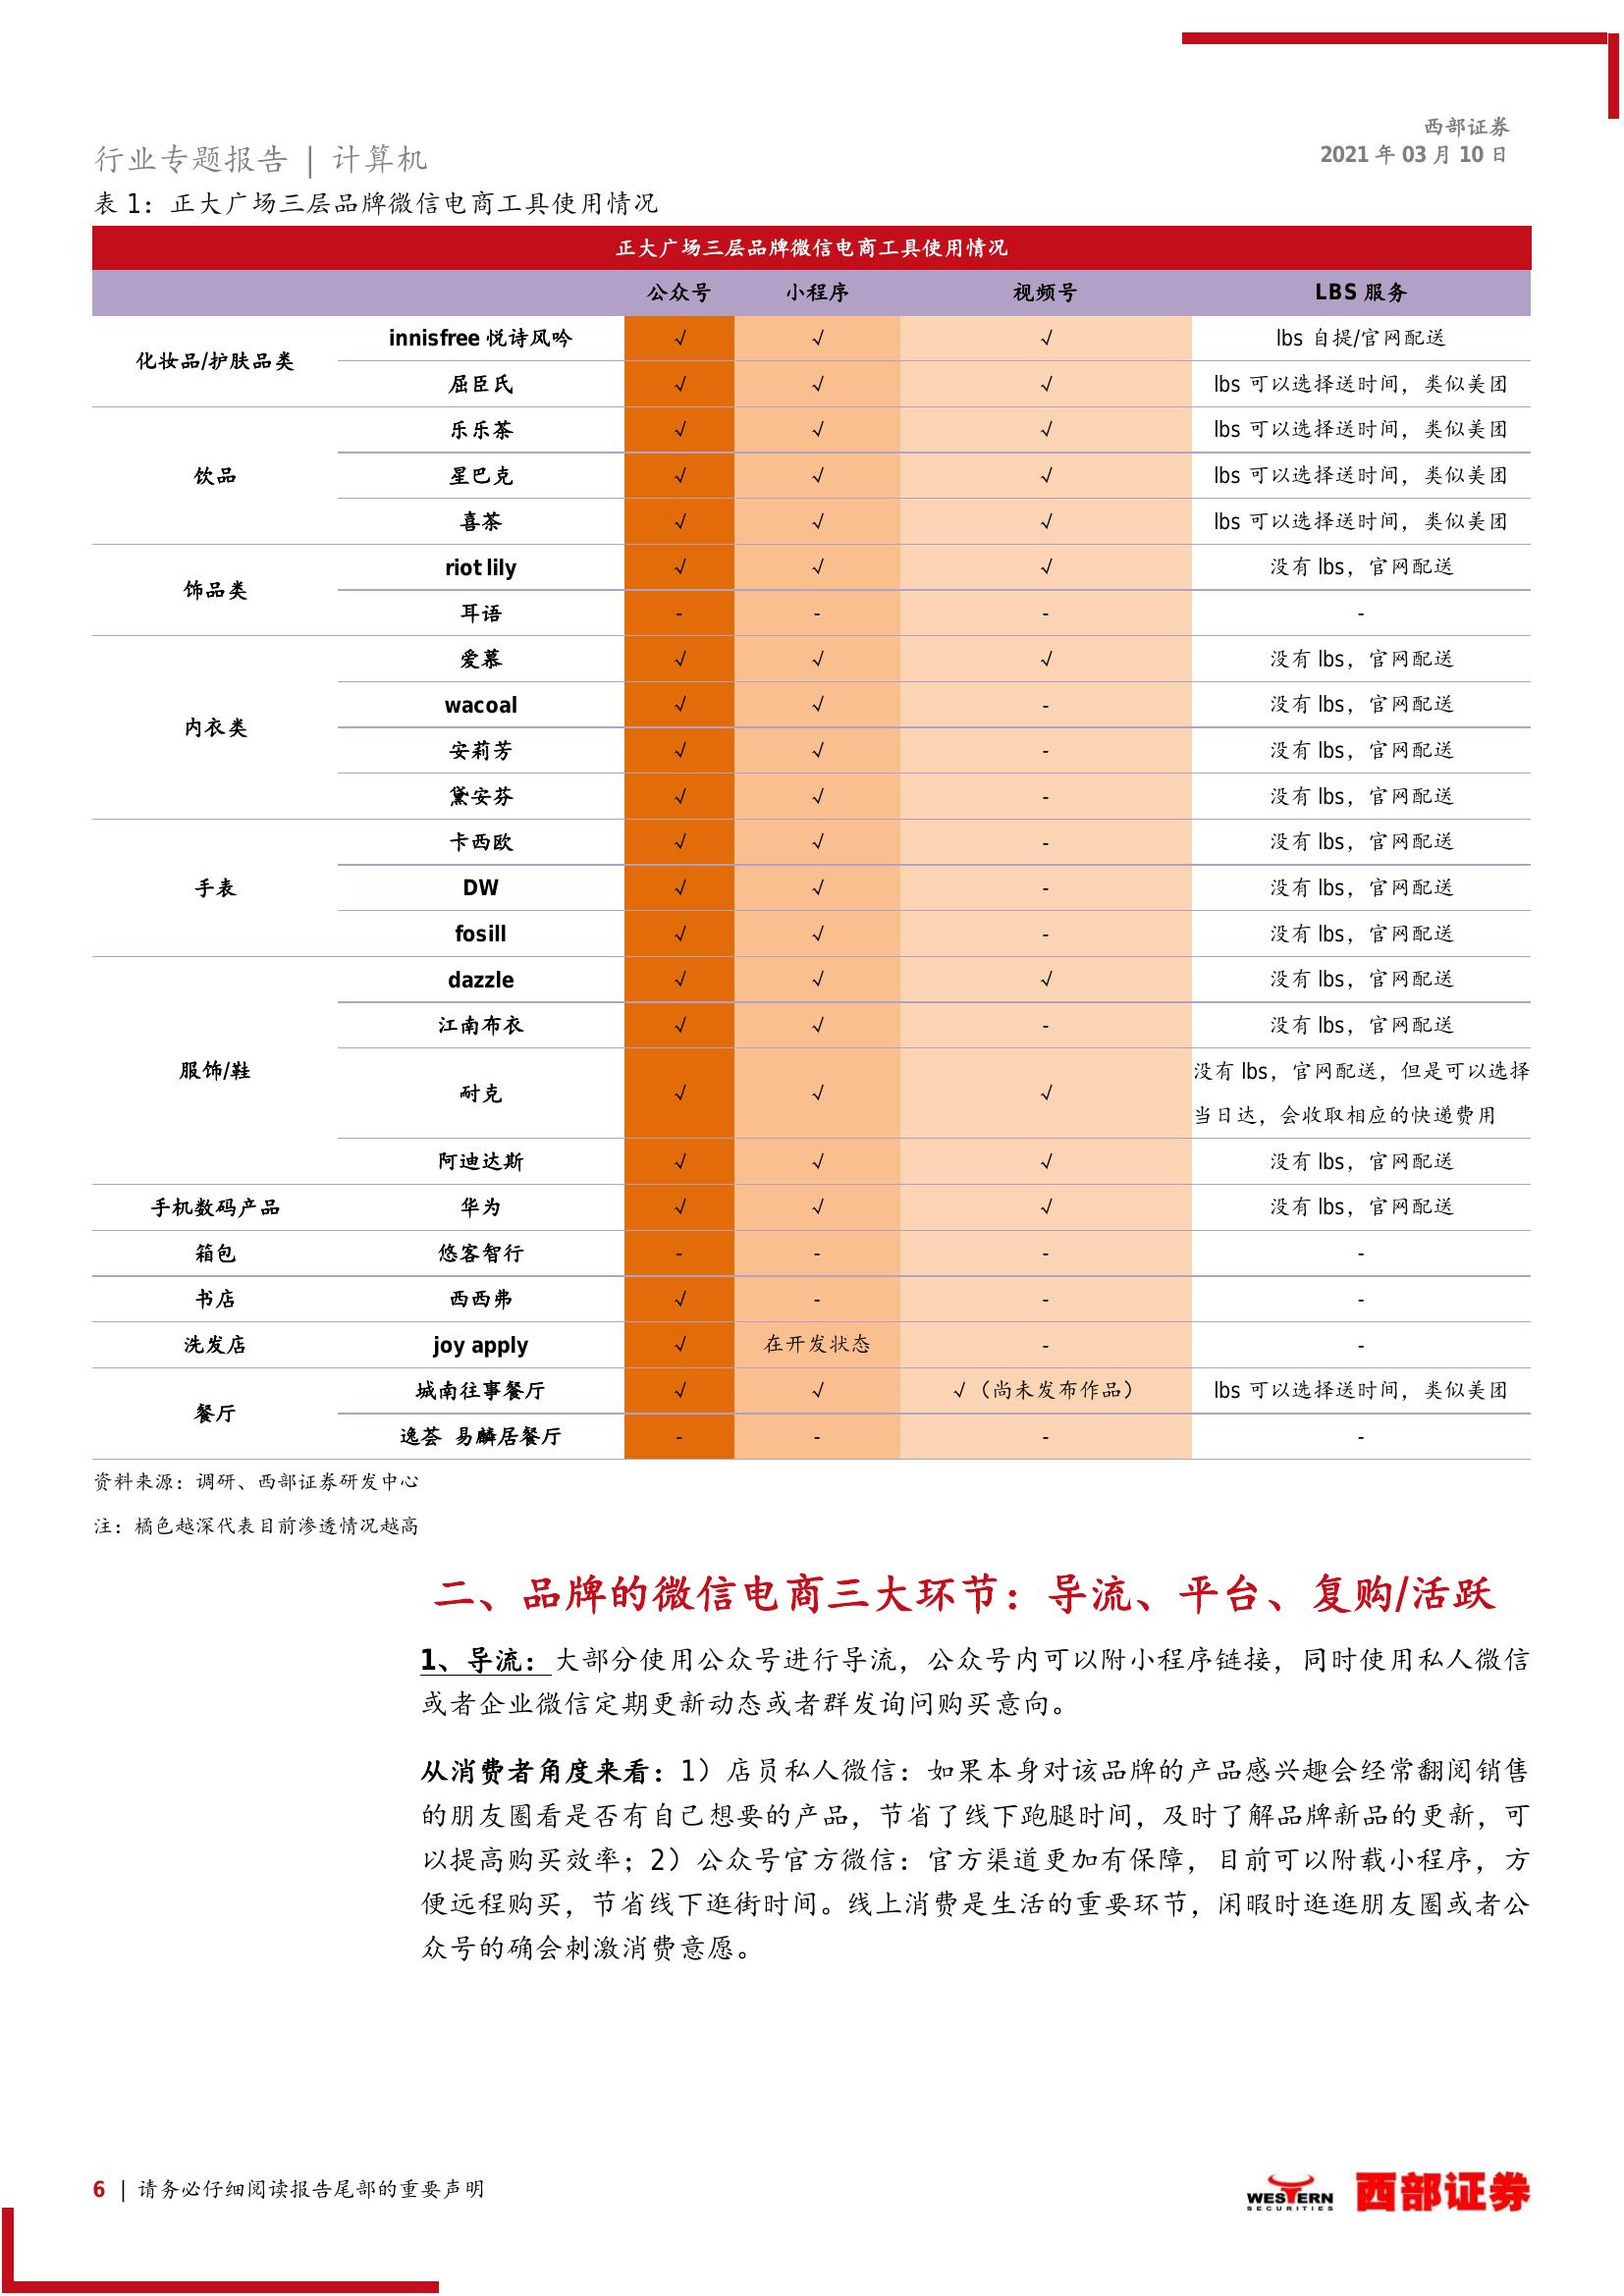 西部证券
2021 年 03 月 10 日
行业专题报告 | 计算机
表 1：正大广场三层品牌微信电商工具使用情况
正大广场三层品牌微信电商工具使用情况
公众号 小程序 视频号 LBS 服务
化妆品/护肤品类
innisfree 悦诗风吟 √ √ √ lbs 自提/官网配送
屈臣氏 √ √ √ lbs 可以选择送时间，类似美团
饮品
乐乐茶 √ √ √ lbs 可以选择送时间，类似美团
星巴克 √ √ √ lbs 可以选择送时间，类似美团
喜茶 √ √ √ lbs 可以选择送时间，类似美团
饰品类
riot lily √ √ √ 没有 lbs，官网配送
耳语 - - - -
内衣类
爱慕 √ √ √ 没有 lbs，官网配送
wacoal √ √ - 没有 lbs，官网配送
安莉芳 √ √ - 没有 lbs，官网配送
黛安芬 √ √ - 没有 lbs，官网配送
手表
卡西欧 √ √ - 没有 lbs，官网配送
DW √ √ - 没有 lbs，官网配送
fosill √ √ - 没有 lbs，官网配送
服饰/鞋
dazzle √ √ √ 没有 lbs，官网配送
江南布衣 √ √ - 没有 lbs，官网配送
耐克 √ √ √ 没有 lbs，官网配送，但是可以选择
当日达，会收取相应的快递费用
阿迪达斯 √ √ √ 没有 lbs，官网配送
手机数码产品 华为 √ √ √ 没有 lbs，官网配送
箱包 悠客智行 - - - -
书店 西西弗 √ - - -
洗发店 joy apply √ 在开发状态 - -
餐厅
城南往事餐厅 √ √ √（尚未发布作品） lbs 可以选择送时间，类似美团
逸荟 易麟居餐厅 - - - -
资料来源：调研、西部证券研发中心
注：橘色越深代表目前渗透情况越高
二、品牌的微信电商三大环节：导流、平台、复购/活跃
1、导流：大部分使用公众号进行导流，公众号内可以附小程序链接，同时使用私人微信
或者企业微信定期更新动态或者群发询问购买意向。
从消费者角度来看：1）店员私人微信：如果本身对该品牌的产品感兴趣会经常翻阅销售
的朋友圈看是否有自己想要的产品，节省了线下跑腿时间，及时了解品牌新品的更新，可
以提高购买效率；2）公众号官方微信：官方渠道更加有保障，目前可以附载小程序，方
便远程购买，节省线下逛街时间。线上消费是生活的重要环节，闲暇时逛逛朋友圈或者公
众号的确会刺激消费意愿。
6 | 请务必仔细阅读报告尾部的重要声明
WESTERN
SECURITIES
西部证券